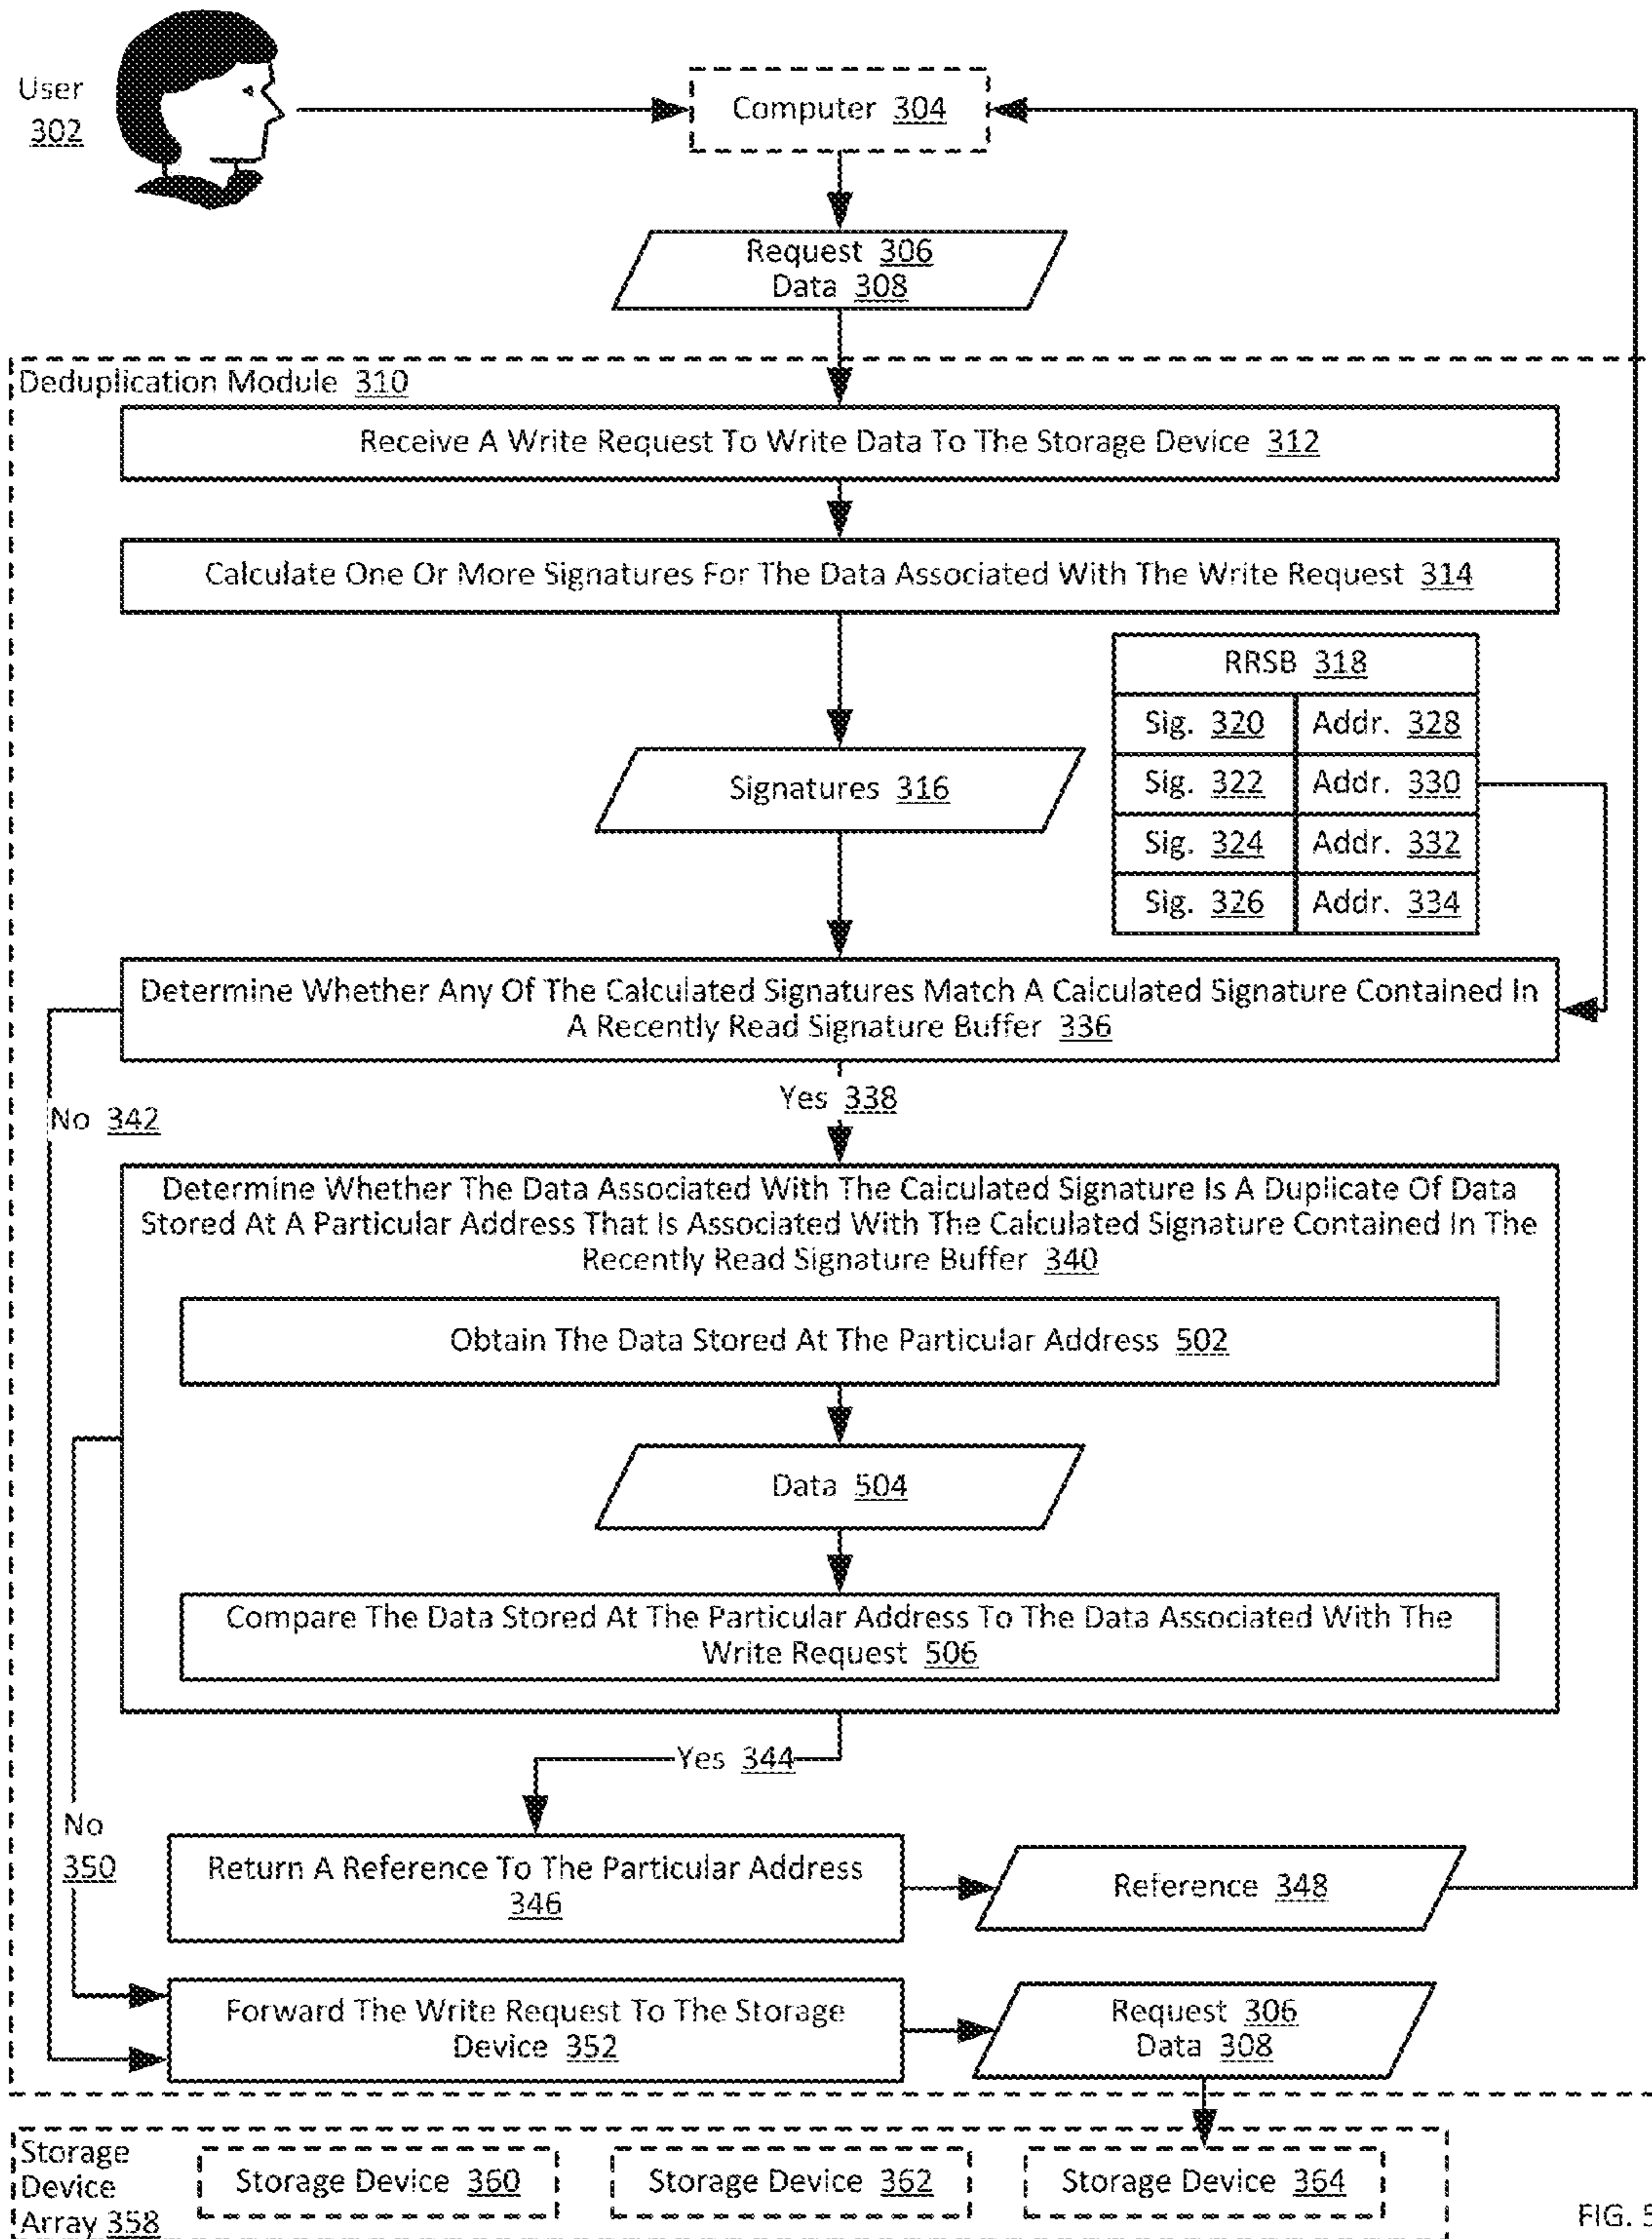 User
302
Computer 304
Request 306
Data 308
Deduplication Module 310
Receive A Write Request To Write Data To The Storage Device 312
Calculate One Or More Signatures For The Data Associated With The Write Request 314
RRSB 318
Sig. 320 Addr. 328
Sig. 322 Addr. 330
Sig. 324 Addr. 332
Sig. 326 Addr. 334
Signatures 316
Determine Whether Any Of The Calculated Signatures Match A Calculated Signature Contained In
A Recently Read Signature Buffer 336
Yes 338
No 342
Determine Whether The Data Associated With The Calculated Signature Is A Duplicate Of Data
Stored At A Particular Address That Is Associated With The Calculated Signature Contained In The
Recently Read Signature Buffer 340
Obtain The Data Stored At The Particular Address 502
Data 504
Compare The Data Stored At The Particular Address To The Data Associated With The
Write Request 506
Yes 344
No
350
Return A Reference To The Particular Address
346
Reference 348
Forward The Write Request To The Storage
Device 352
Request 306
Data 308
Storage
Device
Array 358
Storage Device 360
Storage Device 362
Storage Device 364
FIG. 5